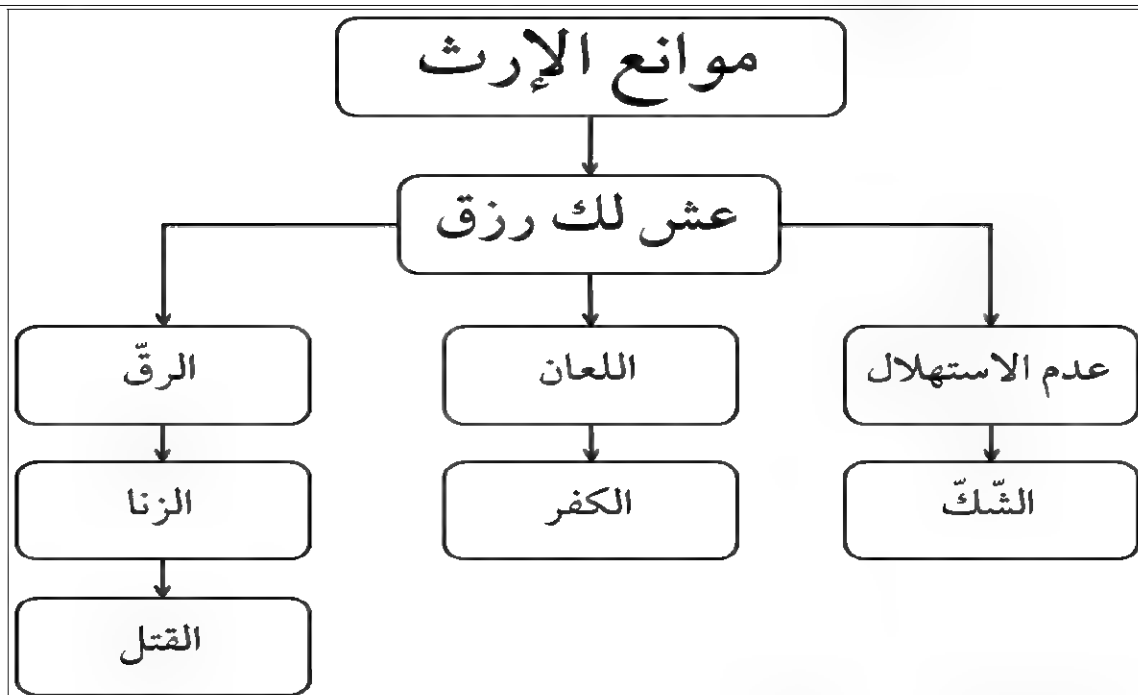 موانع الإرث
عش لك رزق
عدم الاستهلال
اللعان
الرقّ
الشّكّ
الكفر
الزنا
القتل